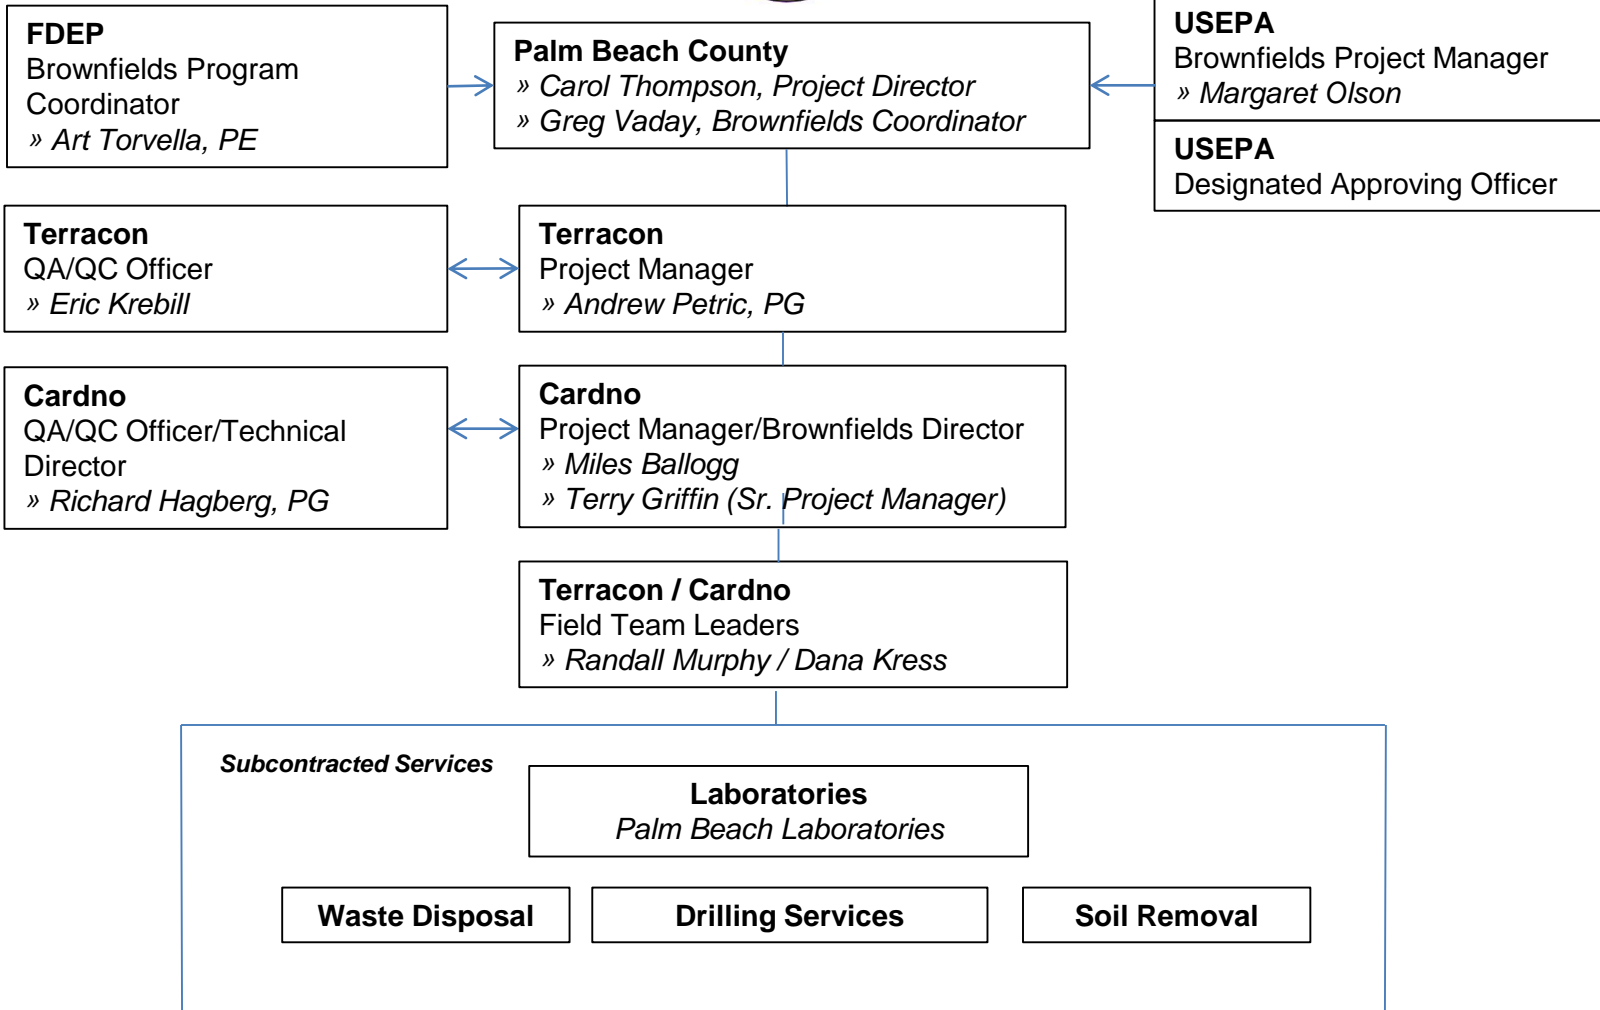 FDEP
Brownfields Program
Coordinator
» Art Torvella, PE
Palm Beach County
» Carol Thompson, Project Director
» Greg Vaday, Brownfields Coordinator
USEPA
Brownfields Project Manager
» Margaret Olson
USEPA
Designated Approving Officer
Terracon
QA/QC Officer
» Eric Krebill
Terracon
Project Manager
» Andrew Petric, PG
Cardno
QA/QC Officer/Technical
Director
» Richard Hagberg, PG
Cardno
Project Manager/Brownfields Director
» Miles Ballogg
» Terry Griffin (Sr. Project Manager)
Terracon / Cardno
Field Team Leaders
» Randall Murphy / Dana Kress
Subcontracted Services
Laboratories
Palm Beach Laboratories
Waste Disposal
Drilling Services
Soil Removal